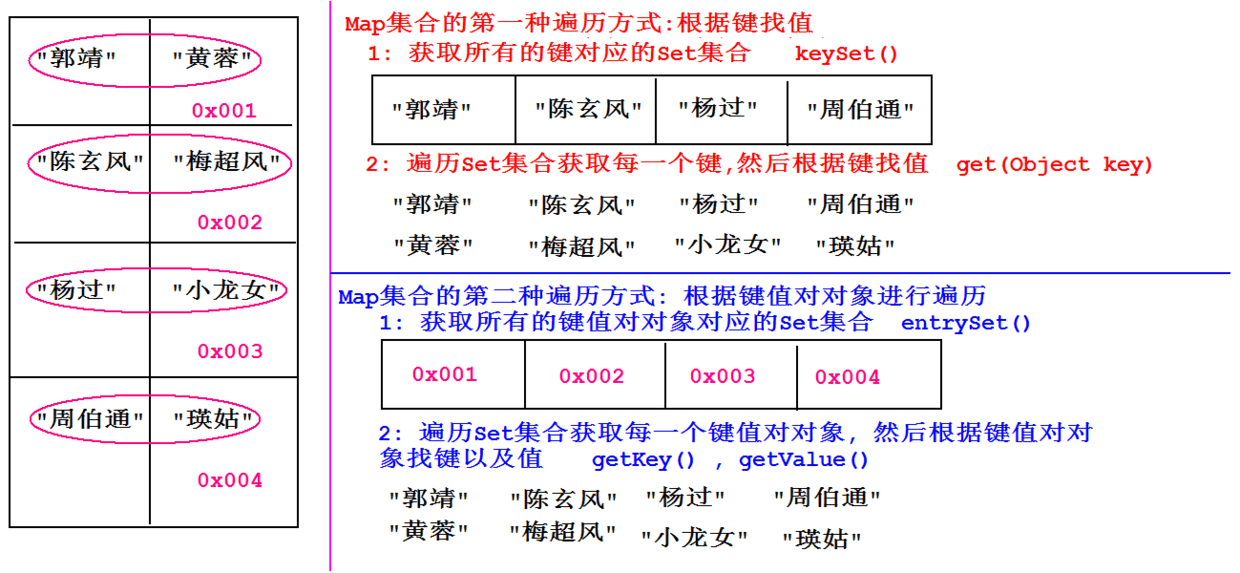 "郭靖" "黄蓉"
0x001
"陈玄风" "梅超风"
0x002
"杨过" "小龙女"
0x003
"周伯通" "瑛姑"
0x004
Map集合的第一种遍历方式:根据键找值
1: 获取所有的键对应的Set集合 keySet()
"郭靖" "陈玄风" "杨过" "周伯通"
2: 遍历Set集合获取每一个键,然后根据键找值 get(Object key)
"郭靖" "陈玄风" "杨过" "周伯通"
"黄蓉" "梅超风" "小龙女" "瑛姑"
Map集合的第二种遍历方式: 根据键值对对象进行遍历
1: 获取所有的键值对对象对应的Set集合 entrySet()
0x001 0x002 0x003 0x004
2: 遍历Set集合获取每一个键值对对象, 然后根据键值对对
象找键以及值 getKey() , getValue()
"郭靖" "陈玄风" "杨过" "周伯通"
"黄蓉" "梅超风" "小龙女" "瑛姑"